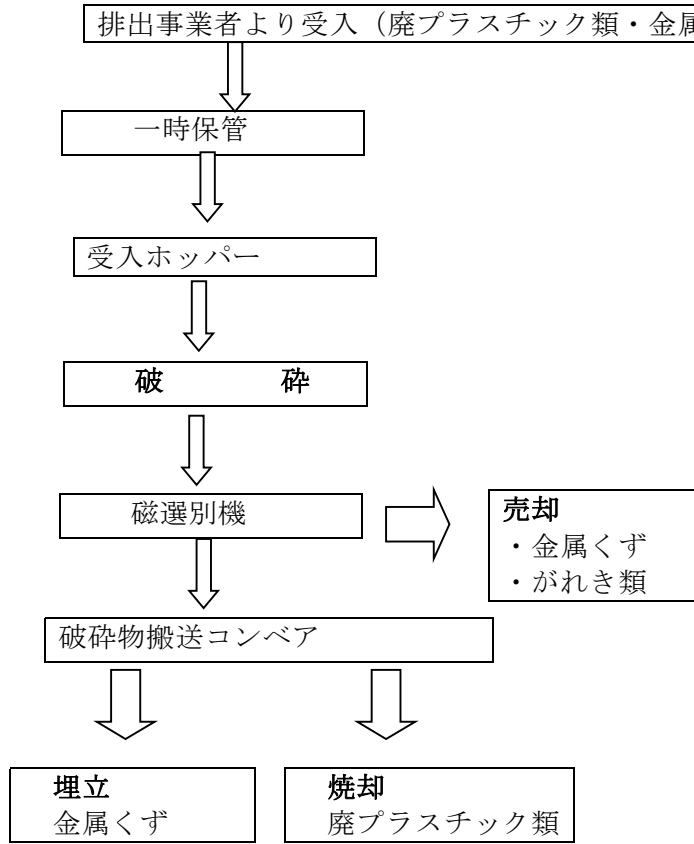 排出事業者より受入（廃プラスチック類・金属
一時保管
受入ホッパー
破　　　砕
磁選別機
売却
・金属くず
・がれき類
破砕物搬送コンベア
埋立
金属くず
焼却
廃プラスチック類